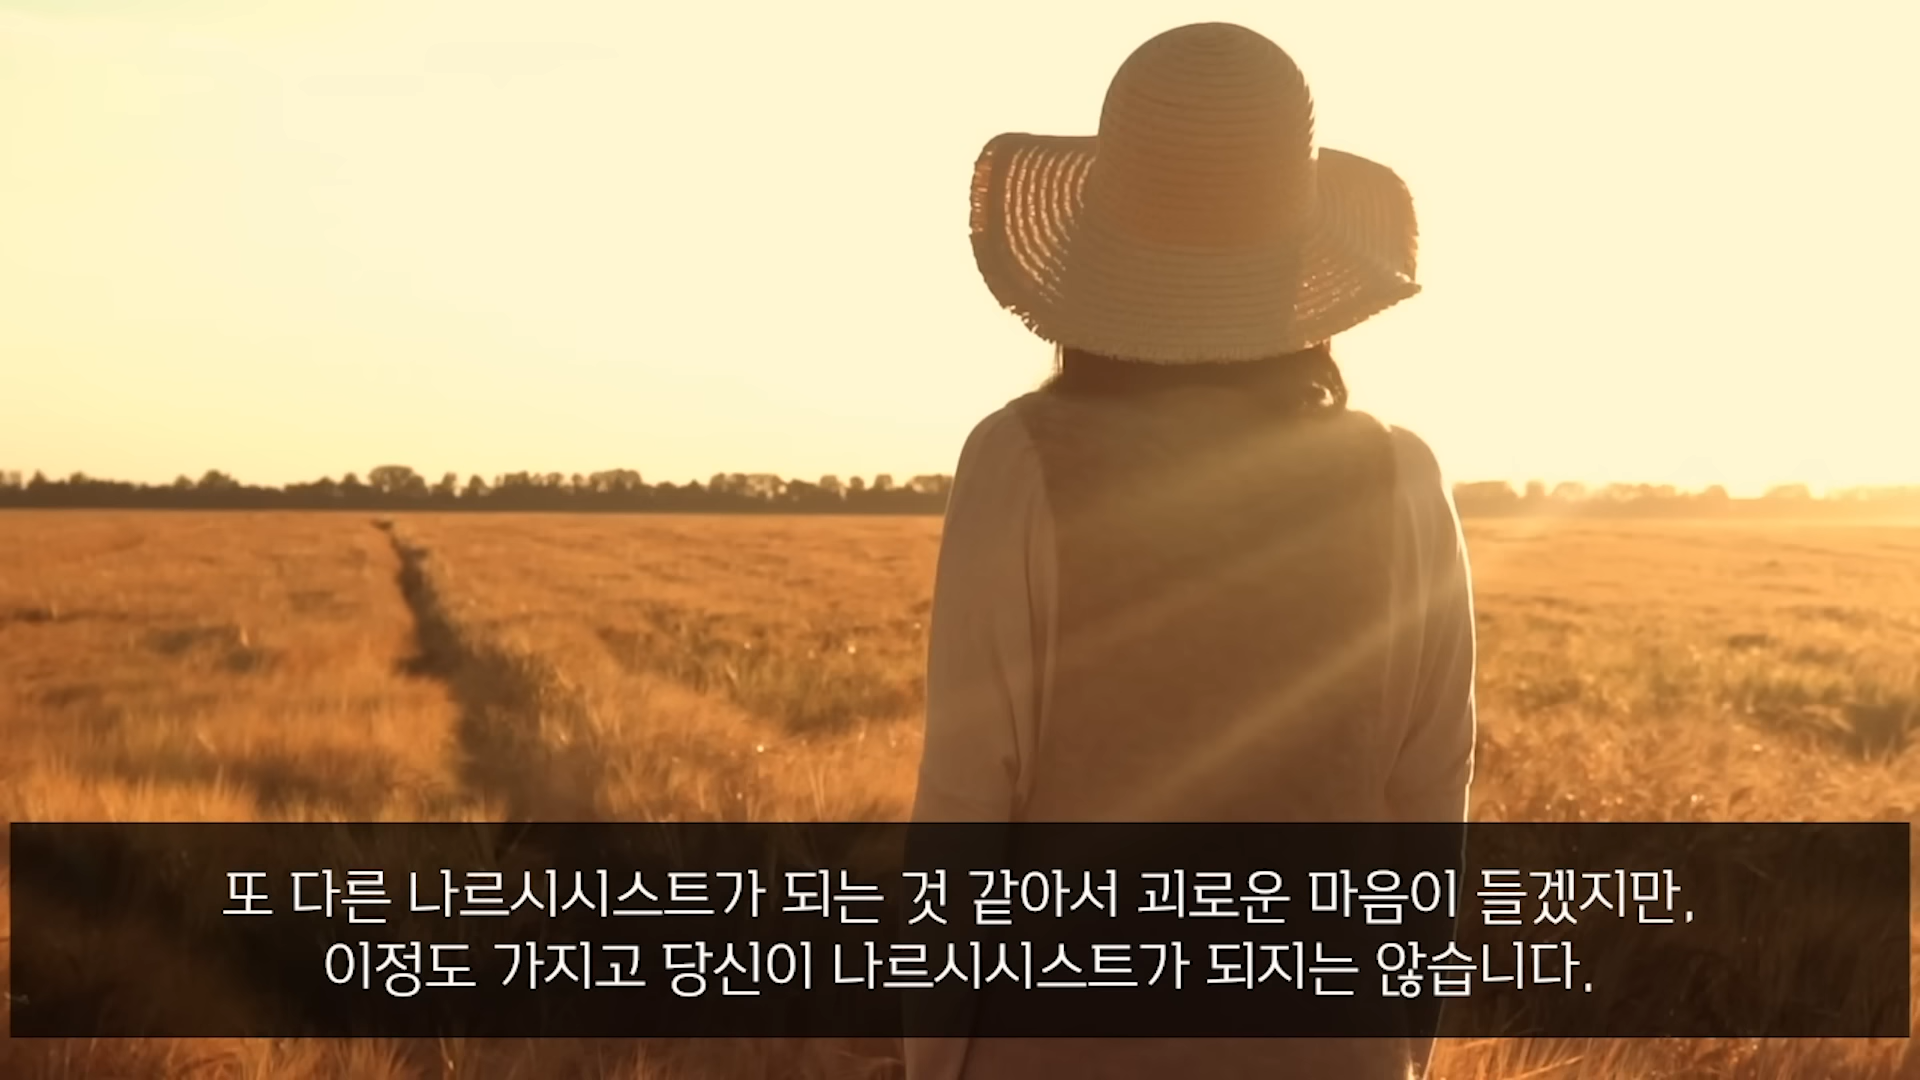 또 다른 나르시시스트가 되는 것 같아서 괴로운 마음이 들겠지만,
이정도 가지고 당신이 나르시시스트가 되지는 않습니다.